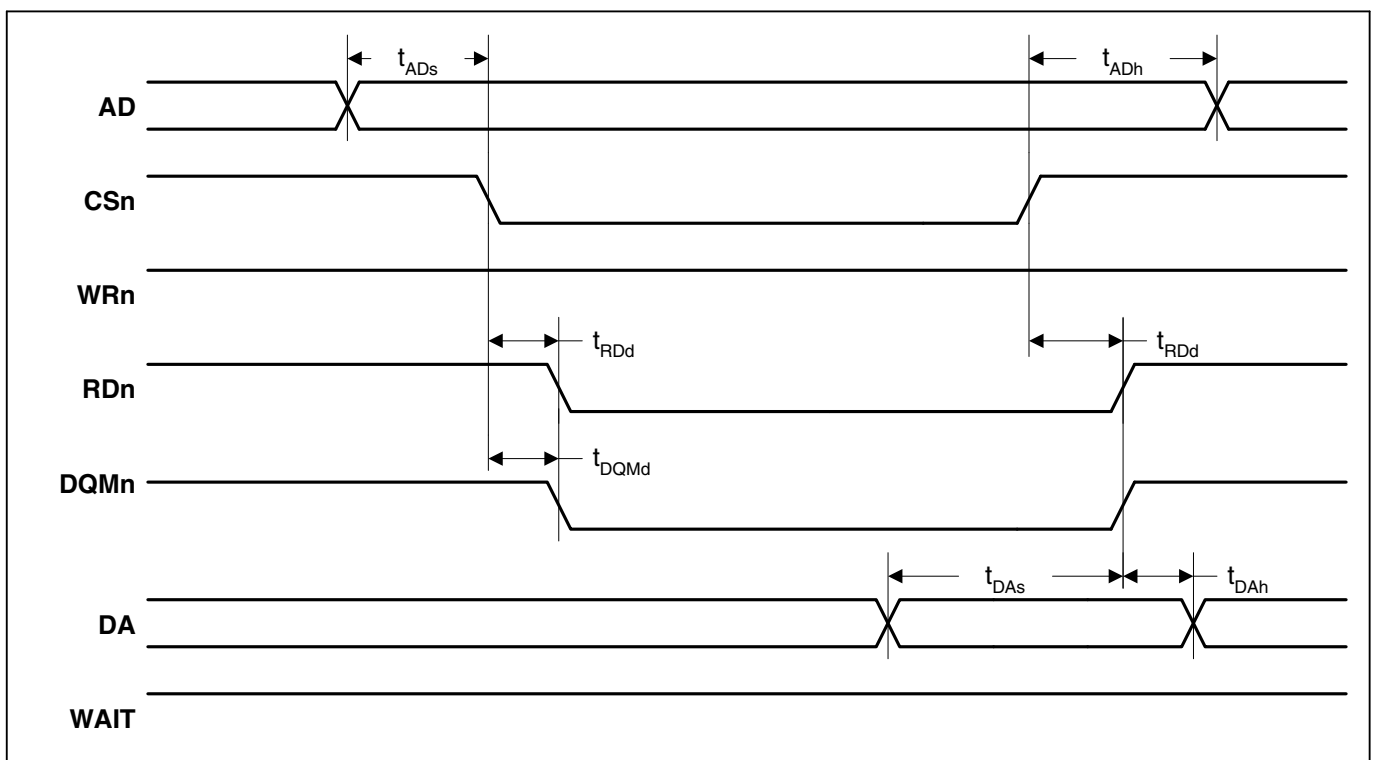 t_ADs t_ADh
AD
CSn
WRn
t_RDd t_RDd
RDn
t_DQMd
DQMn
t_DAs t_DAh
DA
WAIT